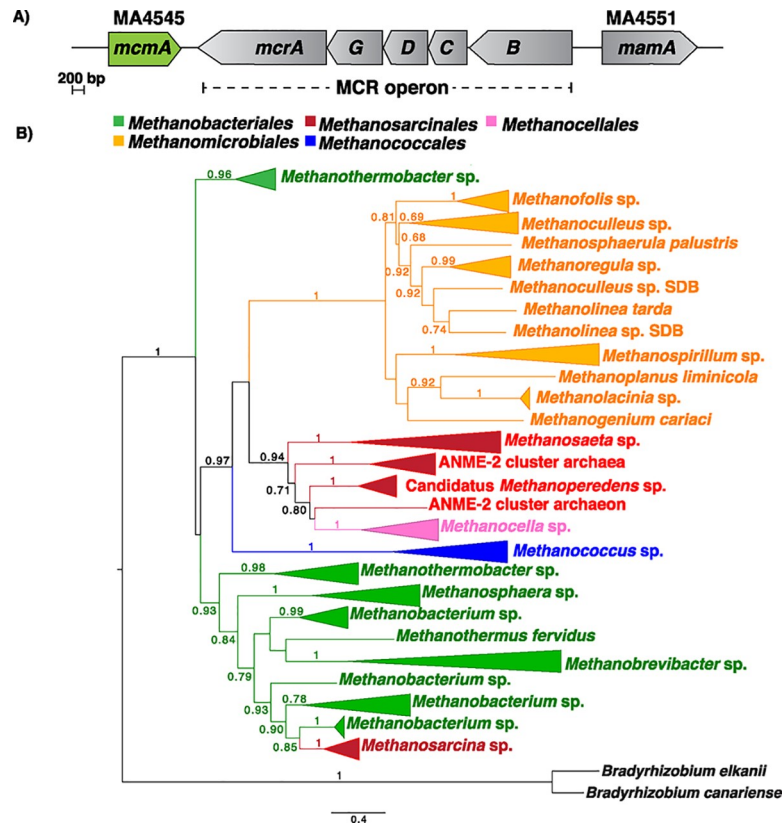 A)
MA4545
MA4551
mcmA
mcrA
G
D
C
B
mamA
200 bp
MCR operon
B)
Methanobacteriales
Methanosarcinales
Methanocellales
Methanomicrobiales
Methanococcales
0.96
Methanothermobacter sp.
1
Methanofolis sp.
0.81
0.69
Methanoculleus sp.
0.68
Methanosphaerula palustris
0.92
0.99
Methanoregula sp.
0.92
Methanoculleus sp. SDB
1
Methanolinea tarda
0.74
Methanolinea sp. SDB
1
1
Methanospirillum sp.
0.92
Methanoplanus liminicola
1
Methanolacinia sp.
Methanogenium cariaci
1
Methanosaeta sp.
0.94
1
ANME-2 cluster archaea
0.97
0.71
1
Candidatus Methanoperedens sp.
0.80
ANME-2 cluster archaeon
1
Methanocella sp.
1
Methanococcus sp.
0.98
Methanothermobacter sp.
0.93
1
Methanosphaera sp.
0.84
0.99
Methanobacterium sp.
Methanothermus fervidus
0.79
1
Methanobrevibacter sp.
Methanobacterium sp.
0.93
0.78
Methanobacterium sp.
0.90
1
Methanobacterium sp.
0.85
1
Methanosarcina sp.
1
Bradyrhizobium elkanii
Bradyrhizobium canariense
0.4